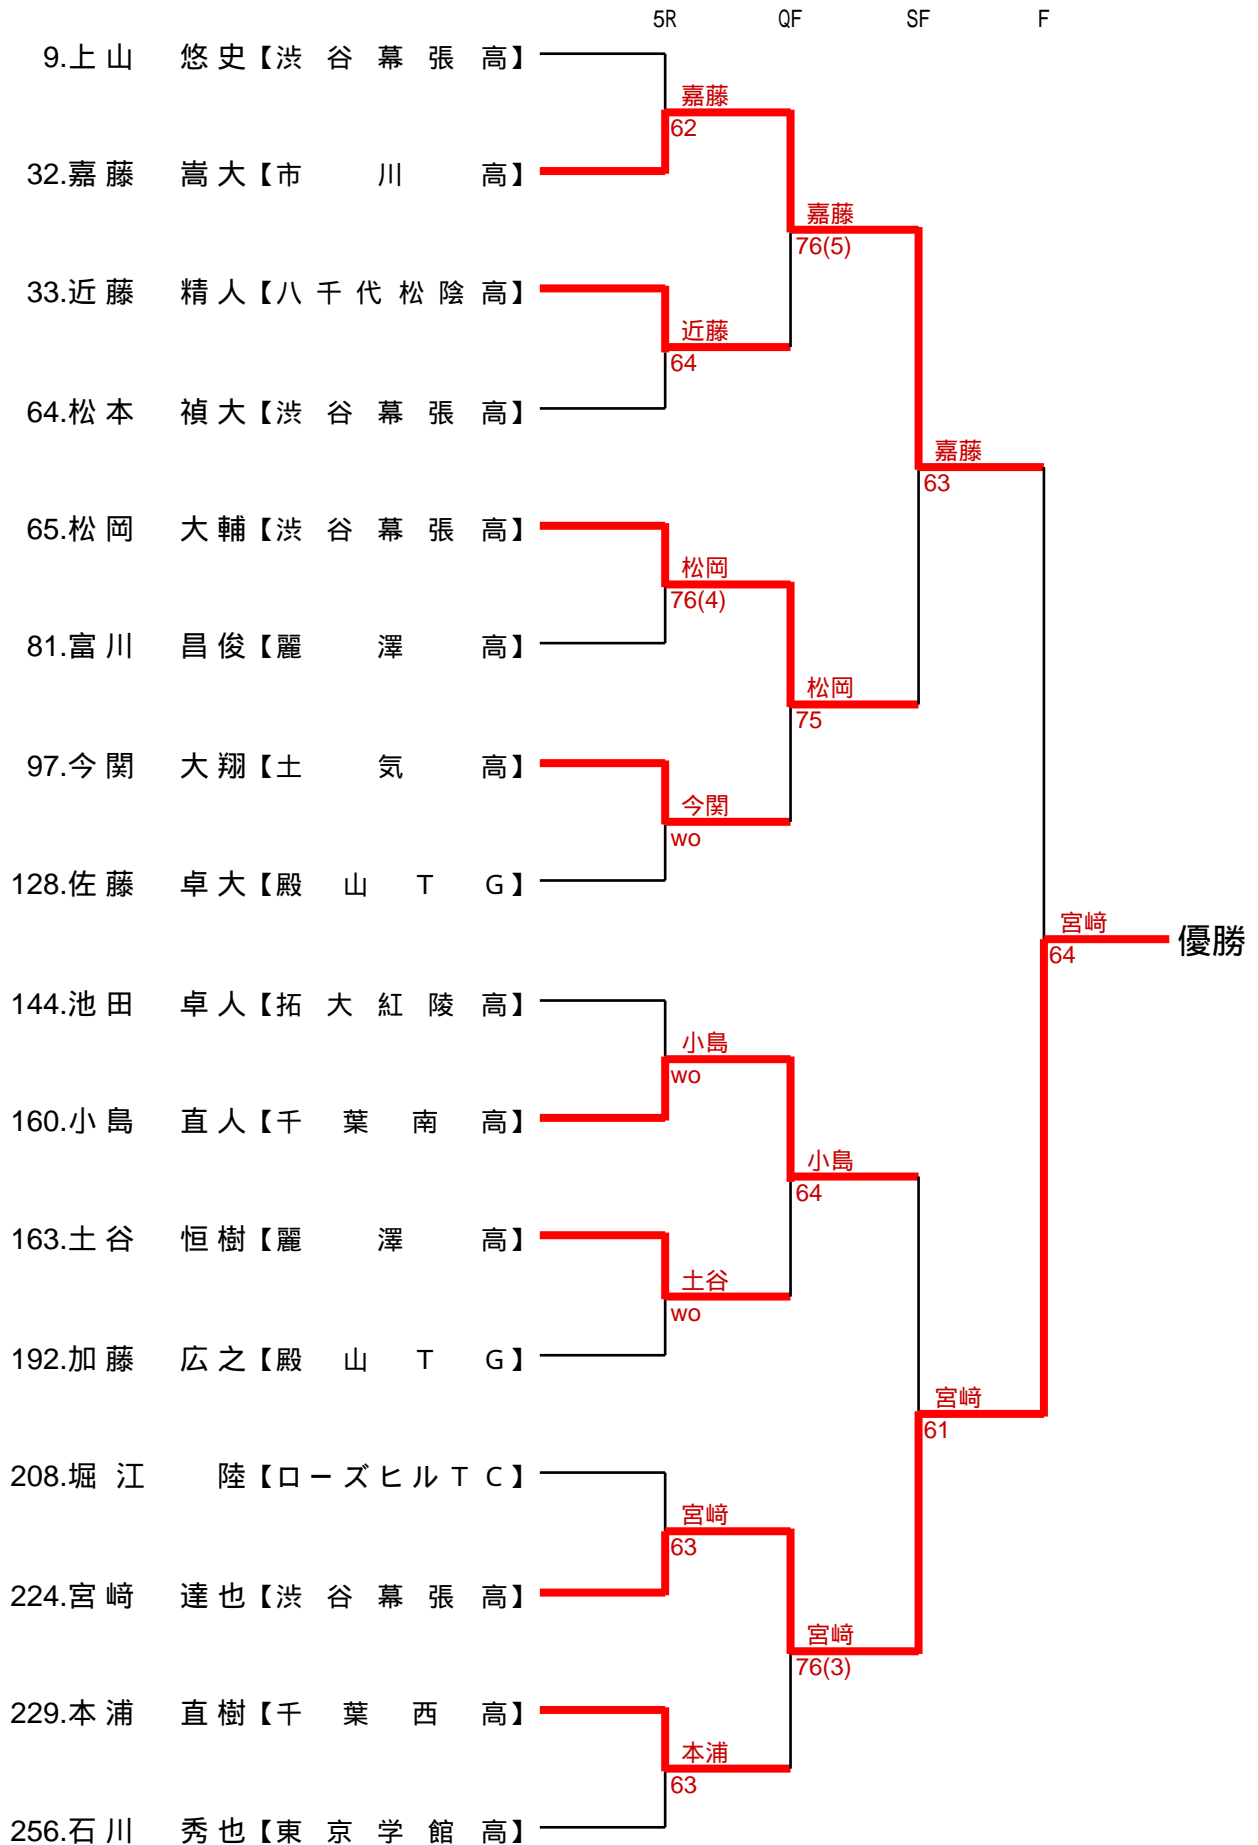 5R QF SF F
9.上山 悠史【渋谷幕張高】
嘉藤
62
32.嘉藤 嵩大【市川高】
嘉藤
76(5)
33.近藤 精人【八千代松陰高】
近藤
64
64.松本 禎大【渋谷幕張高】
嘉藤
63
65.松岡 大輔【渋谷幕張高】
松岡
76(4)
81.富川 昌俊【麗澤高】
松岡
75
97.今関 大翔【土気高】
今関
wo
128.佐藤 卓大【殿山TG】
宮﨑
64
優勝
144.池田 卓人【拓大紅陵高】
小島
wo
160.小島 直人【千葉南高】
小島
64
163.土谷 恒樹【麗澤高】
土谷
wo
192.加藤 広之【殿山TG】
宮﨑
61
208.堀江 陸【ローズヒルTC】
宮﨑
63
224.宮﨑 達也【渋谷幕張高】
宮﨑
76(3)
229.本浦 直樹【千葉西高】
本浦
63
256.石川 秀也【東京学館高】